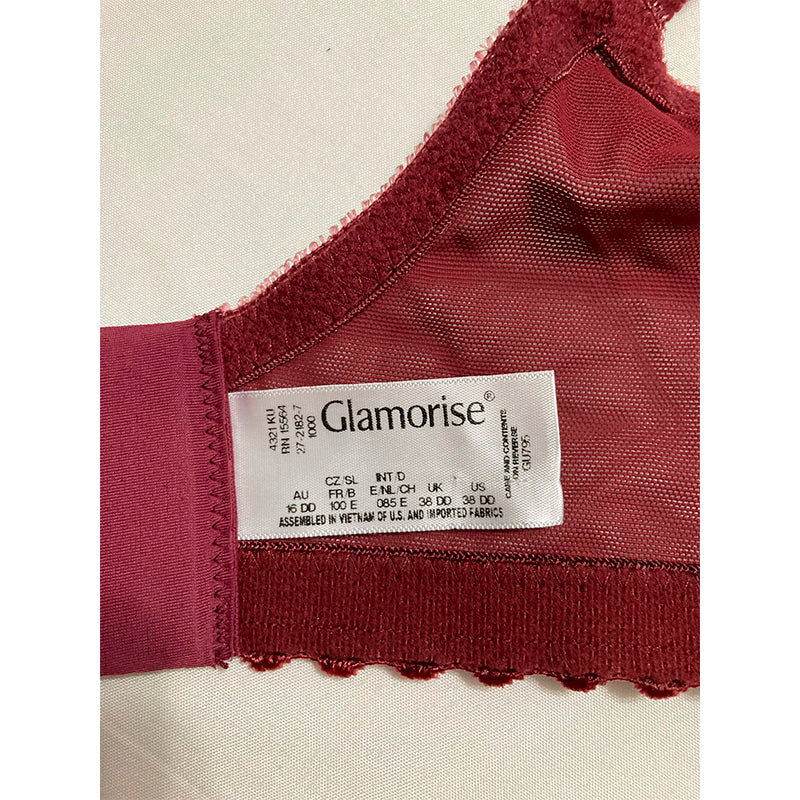 4321 KU
RN 15564
27-2182-7
1000
Glamorise®
CARE AND CONTENTS
ON REVERSE
GU795
CZ/SL INT/D
AU FR/B E/NL/CH UK US
16 DD 100 E 085 E 38 DD 38 DD
ASSEMBLED IN VIETNAM OF U.S. AND IMPORTED FABRICS